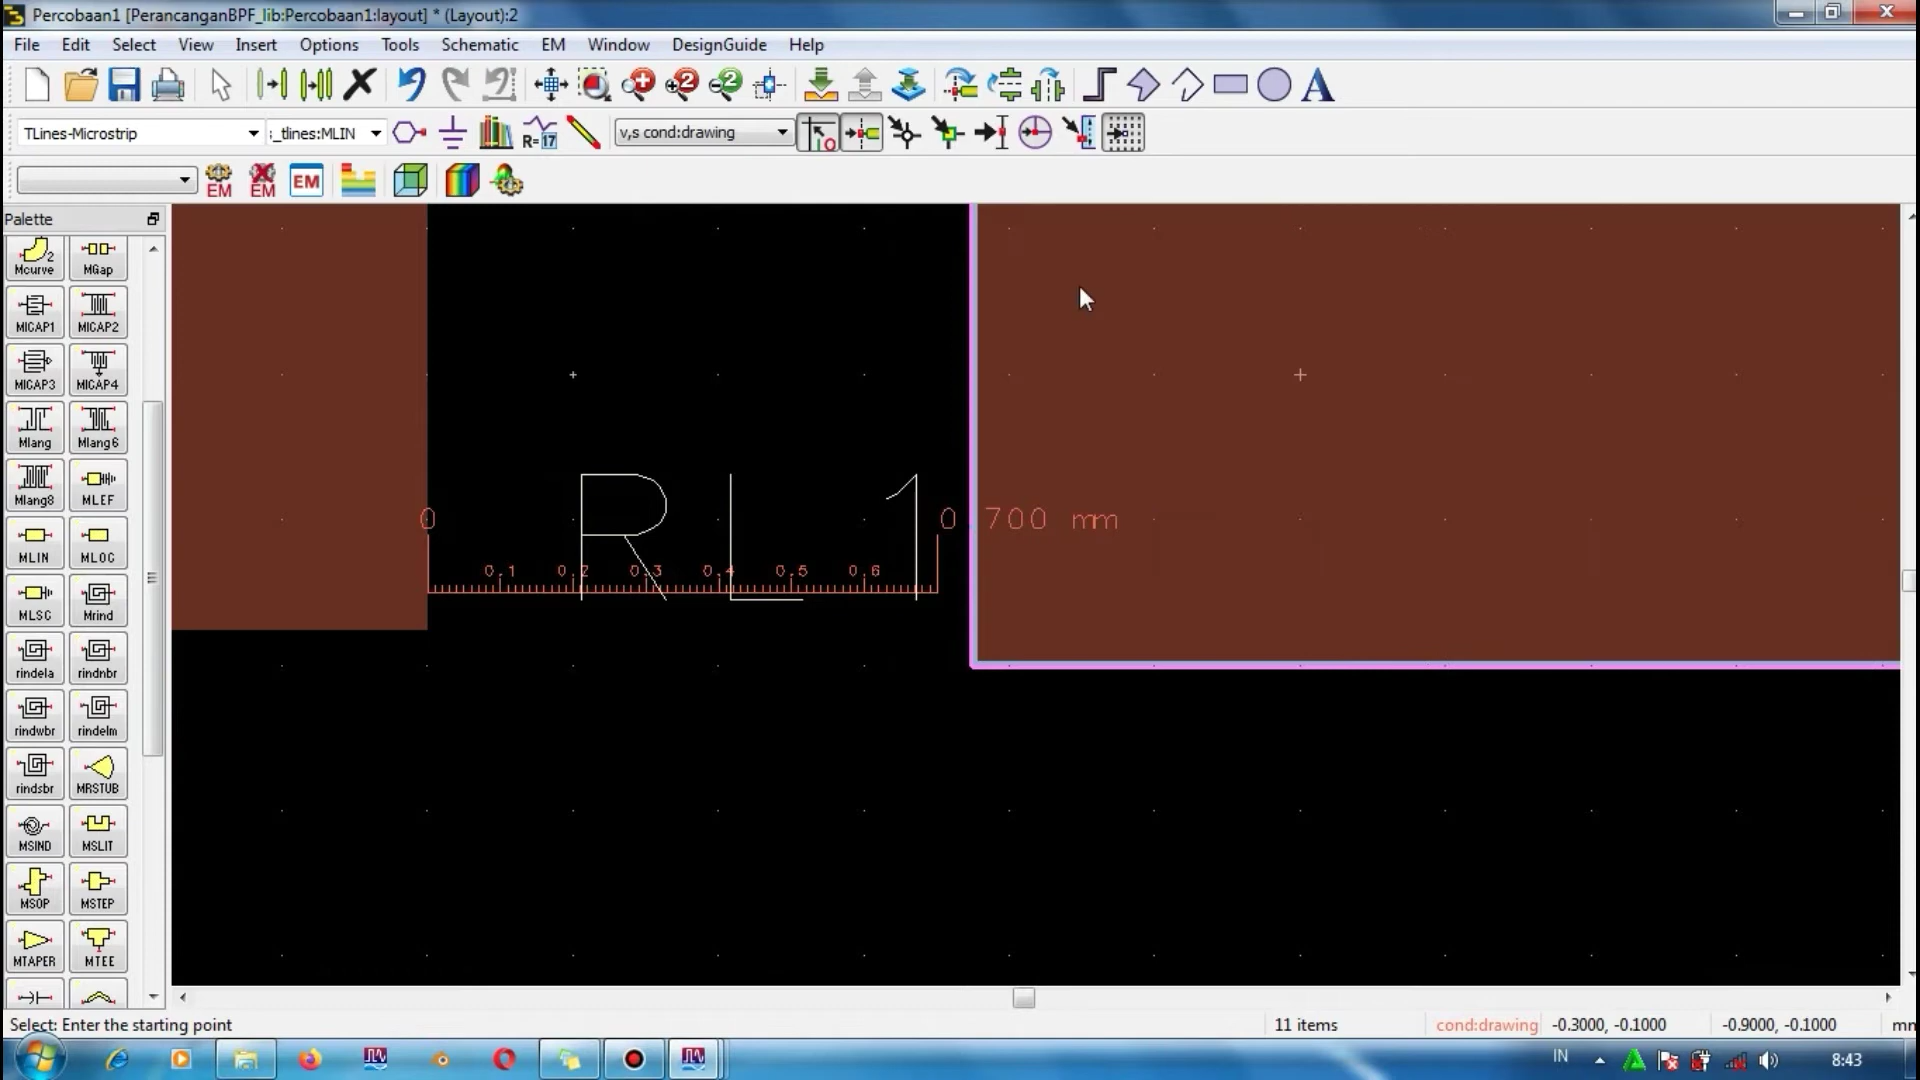 Percobaan1 [PerancanganBPF_lib:Percobaan1:layout] * (Layout):2
File Edit Select View Insert Options Tools Schematic EM Window DesignGuide Help
TLines-Microstrip :_tlines:MLIN R=17 v,s cond:drawing
EM EM EM
Palette
Mcurve MGap
MICAP1 MICAP2
MICAP3 MICAP4
Mlang Mlang6
Mlang8 MLEF
MLIN MLOC
MLSC Mrind
rindela rindnbr
rindwbr rindelm
rindsbr MRSTUB
MSIND MSLIT
MSOP MSTEP
MTAPER MTEE
RL1
0 0.700 mm
0.1 0.2 0.3 0.4 0.5 0.6
Select: Enter the starting point 11 items cond:drawing -0.3000, -0.1000 -0.9000, -0.1000 mm
IN 8:43